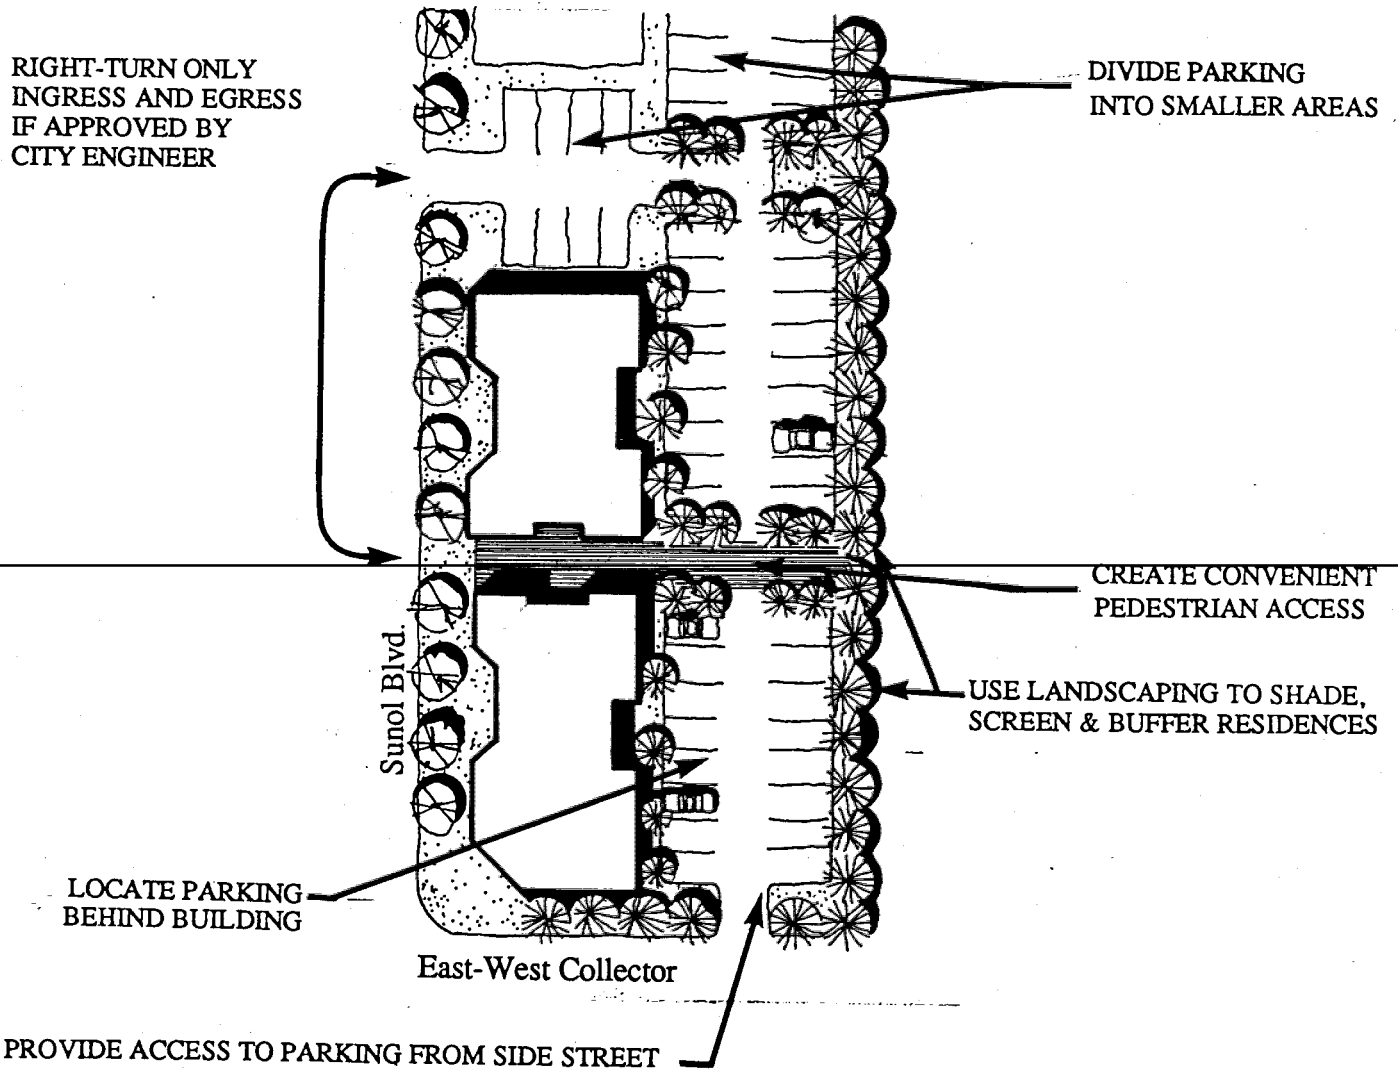 RIGHT-TURN ONLY
INGRESS AND EGRESS
IF APPROVED BY
CITY ENGINEER
DIVIDE PARKING
INTO SMALLER AREAS
CREATE CONVENIENT
PEDESTRIAN ACCESS
Sunol Blvd.
USE LANDSCAPING TO SHADE,
SCREEN & BUFFER RESIDENCES
LOCATE PARKING
BEHIND BUILDING
East-West Collector
PROVIDE ACCESS TO PARKING FROM SIDE STREET